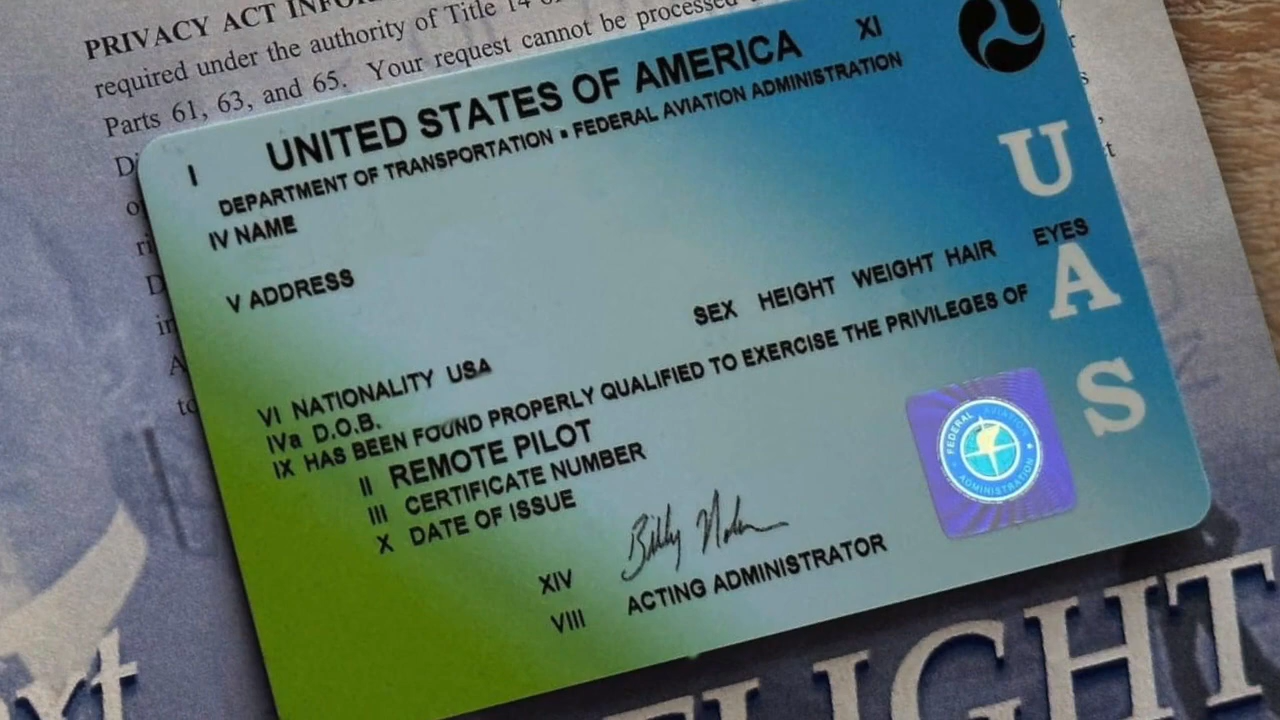 PRIVACY ACT
required under the authority of Title 14
Parts 61, 63, and 65. Your request cannot be processed
I UNITED STATES OF AMERICA XI
DEPARTMENT OF TRANSPORTATION ▪ FEDERAL AVIATION ADMINISTRATION
IV NAME
V ADDRESS
SEX HEIGHT WEIGHT HAIR EYES
VI NATIONALITY USA
IVa D.O.B.
IX HAS BEEN FOUND PROPERLY QUALIFIED TO EXERCISE THE PRIVILEGES OF
II REMOTE PILOT
III CERTIFICATE NUMBER
X DATE OF ISSUE
XIV Billy Nolen
VIII ACTING ADMINISTRATOR
U
A
S
FEDERAL AVIATION
ADMINISTRATION
FLIGHT